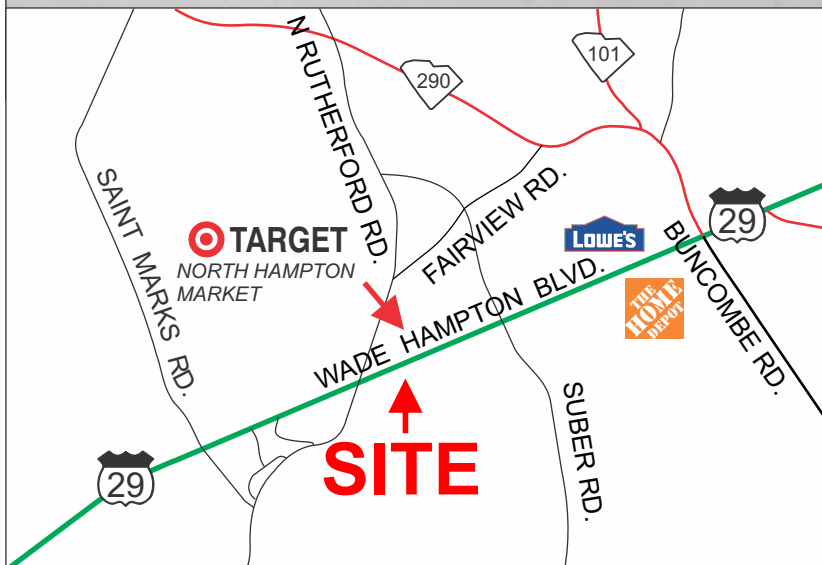 N RUTHERFORD RD.
290
101
SAINT MARKS RD.
FAIRVIEW RD.
29
TARGET
NORTH HAMPTON
MARKET
LOWE'S
BUNCOMBE RD.
THE
HOME
DEPOT
WADE HAMPTON BLVD.
SUBER RD.
SITE
29